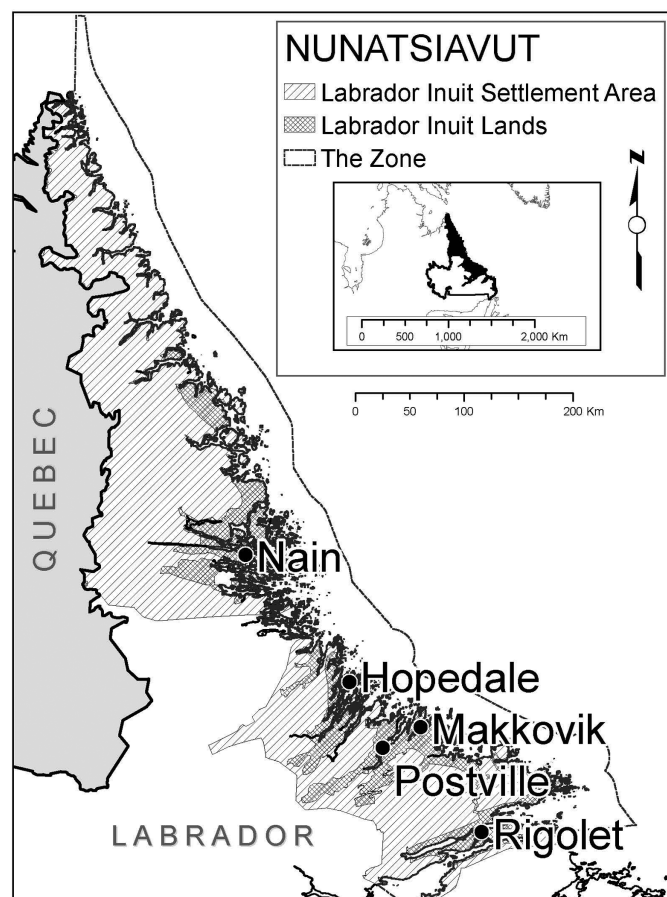 NUNATSIAVUT
Labrador Inuit Settlement Area
Labrador Inuit Lands
The Zone
N
0 500 1,000 2,000 Km
0 50 100 200 Km
QUEBEC
Nain
Hopedale
Makkovik
Postville
Rigolet
LABRADOR